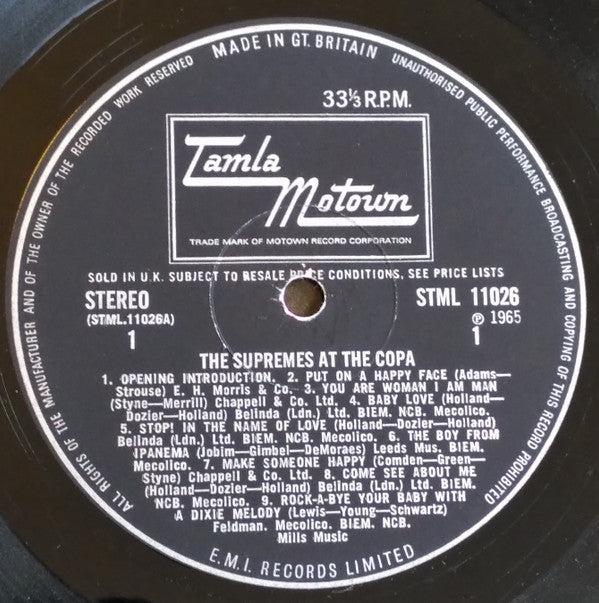 MADE IN GT. BRITAIN
UNAUTHORISED PUBLIC PERFORMANCE BROADCASTING AND COPYING OF THIS RECORD PROHIBITED
E.M.I. RECORDS LIMITED
ALL RIGHTS OF THE MANUFACTURER AND OF THE OWNER OF THE RECORDED WORK RESERVED
33⅓ R.P.M.
Tamla
Motown
TRADE MARK OF MOTOWN RECORD CORPORATION
SOLD IN U.K. SUBJECT TO RESALE PRICE CONDITIONS, SEE PRICE LISTS
STEREO STML 11026
(STML.11026A) ℗ 1965
1 1
THE SUPREMES AT THE COPA
1. OPENING INTRODUCTION. 2. PUT ON A HAPPY FACE (Adams—
Strouse) E. H. Morris & Co. 3. YOU ARE WOMAN I AM MAN
(Styne—Merrill) Chappell & Co. Ltd. 4. BABY LOVE (Holland—
Dozier—Holland) Belinda (Ldn.) Ltd. BIEM. NCB. Mecolico.
5. STOP! IN THE NAME OF LOVE (Holland—Dozier—Holland)
Belinda (Ldn.) Ltd. BIEM. NCB. Mecolico. 6. THE BOY FROM
IPANEMA (Jobim—Gimbel—DeMoraes) Leeds Mus. BIEM.
Mecolico. 7. MAKE SOMEONE HAPPY (Comden—Green—
Styne) Chappell & Co. Ltd. 8. COME SEE ABOUT ME
(Holland—Dozier—Holland) Belinda (Ldn.) Ltd. BIEM.
NCB. Mecolico. 9. ROCK-A-BYE YOUR BABY WITH
A DIXIE MELODY (Lewis—Young—Schwartz)
Feldman. Mecolico. BIEM. NCB.
Mills Music